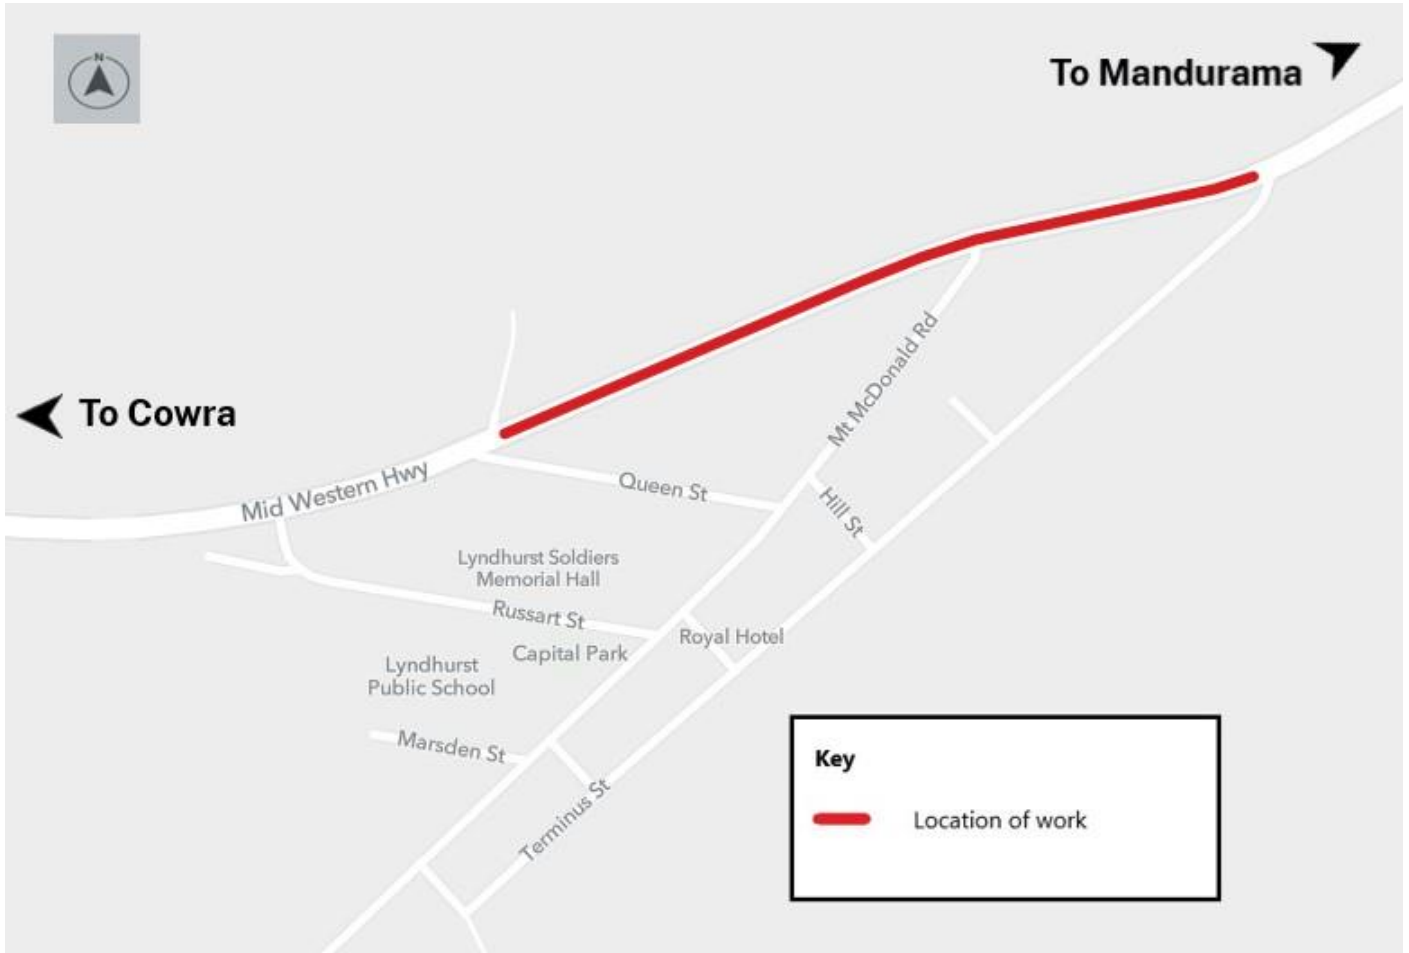 N
To Mandurama
Mt McDonald Rd
To Cowra
Mid Western Hwy
Queen St
Hill St
Lyndhurst Soldiers
Memorial Hall
Russart St
Royal Hotel
Capital Park
Lyndhurst
Public School
Marsden St
Terminus St
Key
Location of work